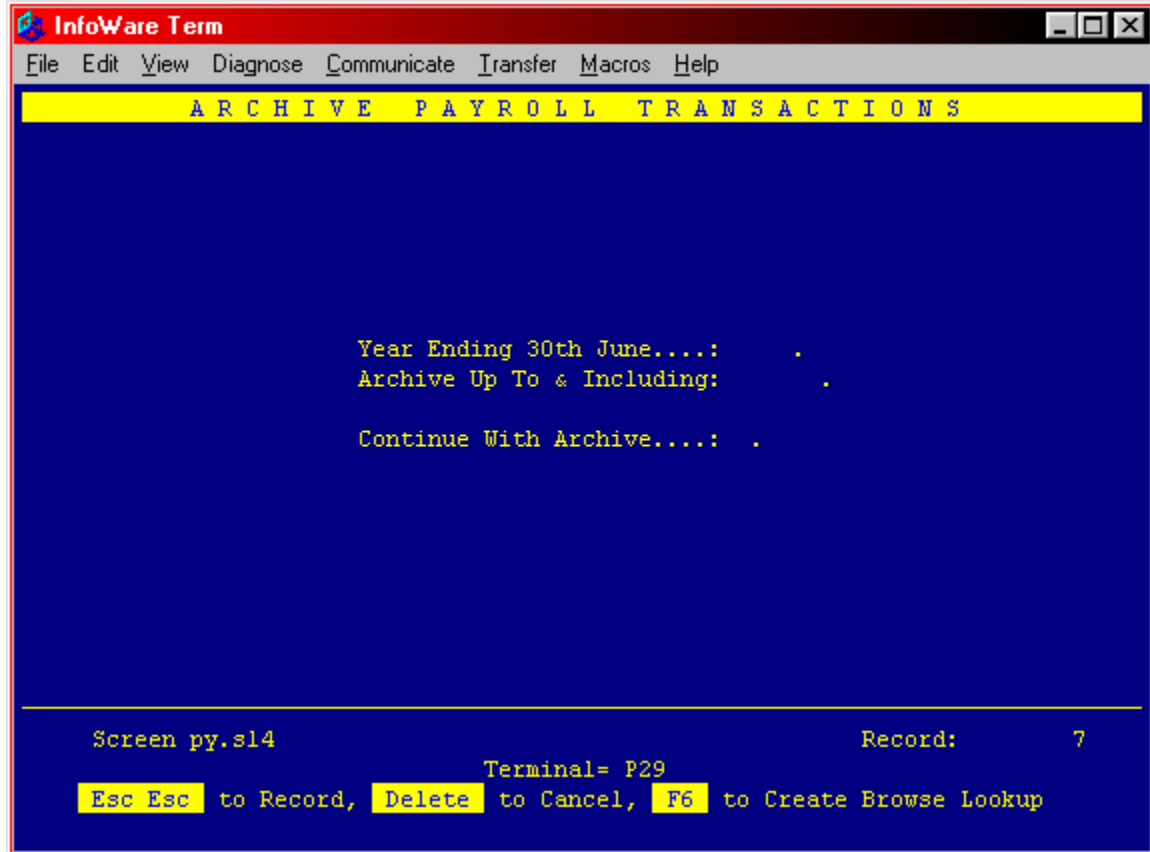 InfoWare Term
File Edit View Diagnose Communicate Transfer Macros Help
A R C H I V E   P A Y R O L L   T R A N S A C T I O N S
Year Ending 30th June....:      .
Archive Up To & Including:        .
Continue With Archive....:  .
Screen py.sl4 Record: 7
Terminal= P29
Esc Esc to Record, Delete to Cancel, F6 to Create Browse Lookup